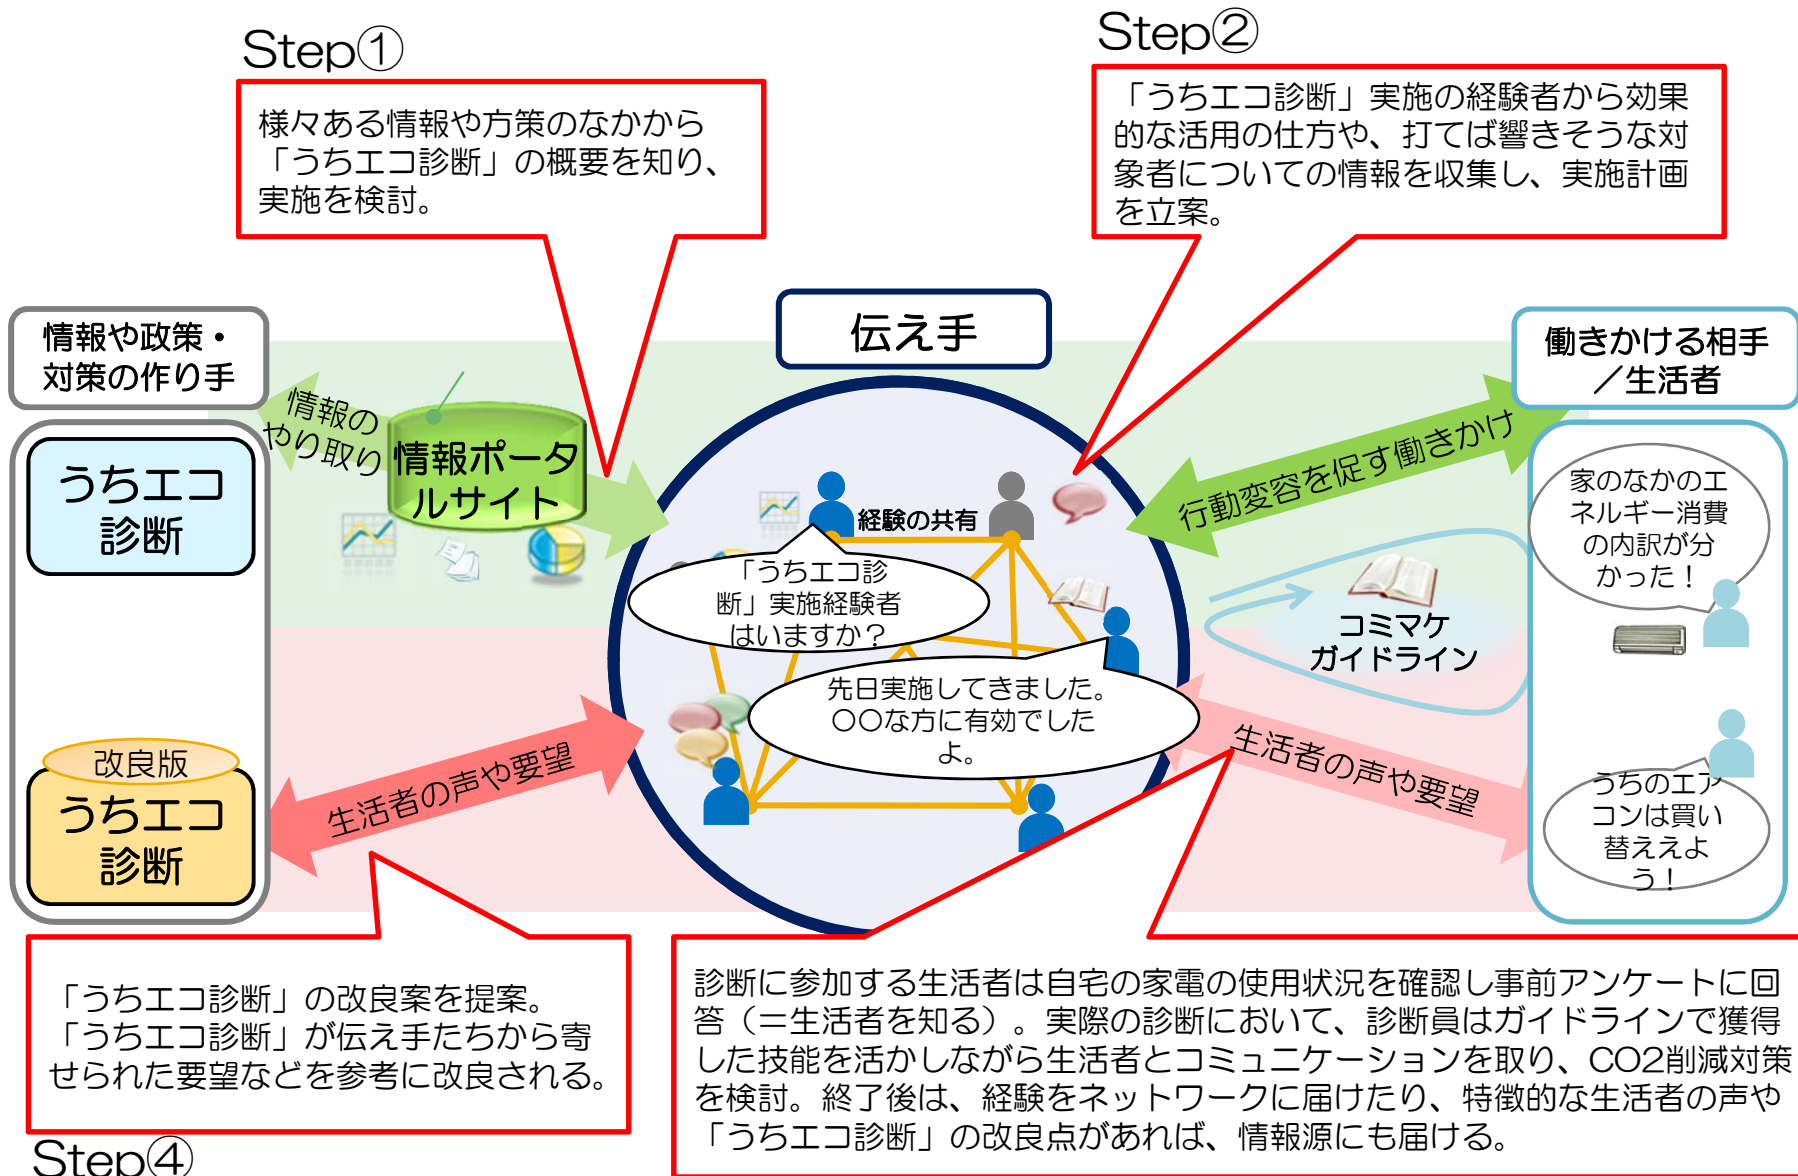 Step①
様々ある情報や方策のなかから
「うちエコ診断」の概要を知り、
実施を検討。
Step②
「うちエコ診断」実施の経験者から効果
的な活用の仕方や、打てば響きそうな対
象者についての情報を収集し、実施計画
を立案。
情報や政策・
対策の作り手
伝え手
働きかける相手
／生活者
うちエコ
診断
情報の
やり取り
情報ポータ
ルサイト
経験の共有
「うちエコ診
断」実施経験者
はいますか？
先日実施してきました。
〇〇な方に有効でした
よ。
行動変容を促す働きかけ
コミマケ
ガイドライン
家のなかのエ
ネルギー消費
の内訳が分
かった！
うちのエア
コンは買い
替ええよ
う！
改良版
うちエコ
診断
生活者の声や要望
生活者の声や要望
「うちエコ診断」の改良案を提案。
「うちエコ診断」が伝え手たちから寄
せられた要望などを参考に改良される。
Step④
診断に参加する生活者は自宅の家電の使用状況を確認し事前アンケートに回
答（＝生活者を知る）。実際の診断において、診断員はガイドラインで獲得
した技能を活かしながら生活者とコミュニケーションを取り、CO2削減対策
を検討。終了後は、経験をネットワークに届けたり、特徴的な生活者の声や
「うちエコ診断」の改良点があれば、情報源にも届ける。